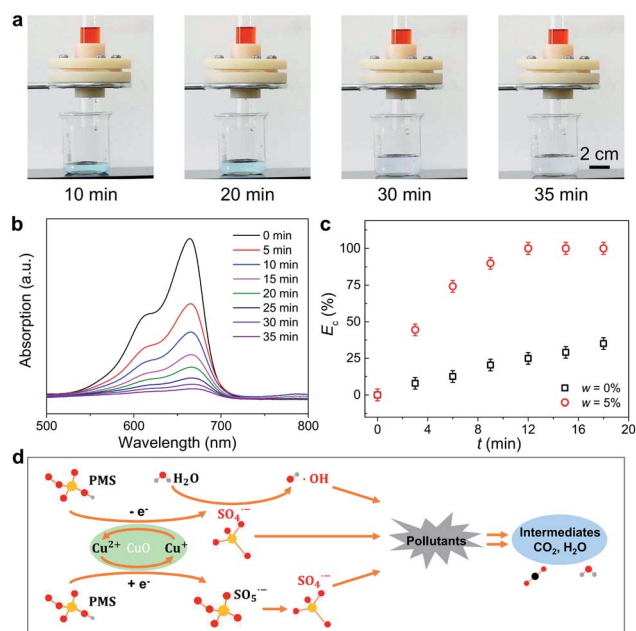 a
10 min 20 min 30 min 35 min
2 cm
b
Absorption (a.u.)
0 min
5 min
10 min
15 min
20 min
25 min
30 min
35 min
500 600 700 800
Wavelength (nm)
c
E_c (%)
100
75
50
25
0
w = 0%
w = 5%
0 4 8 12 16 20
t (min)
d
PMS
H₂O
· OH
- e⁻
SO₄·⁻
Cu²⁺ CuO Cu⁺
+ e⁻
PMS
SO₅·⁻
SO₄·⁻
Pollutants
Intermediates
CO₂, H₂O